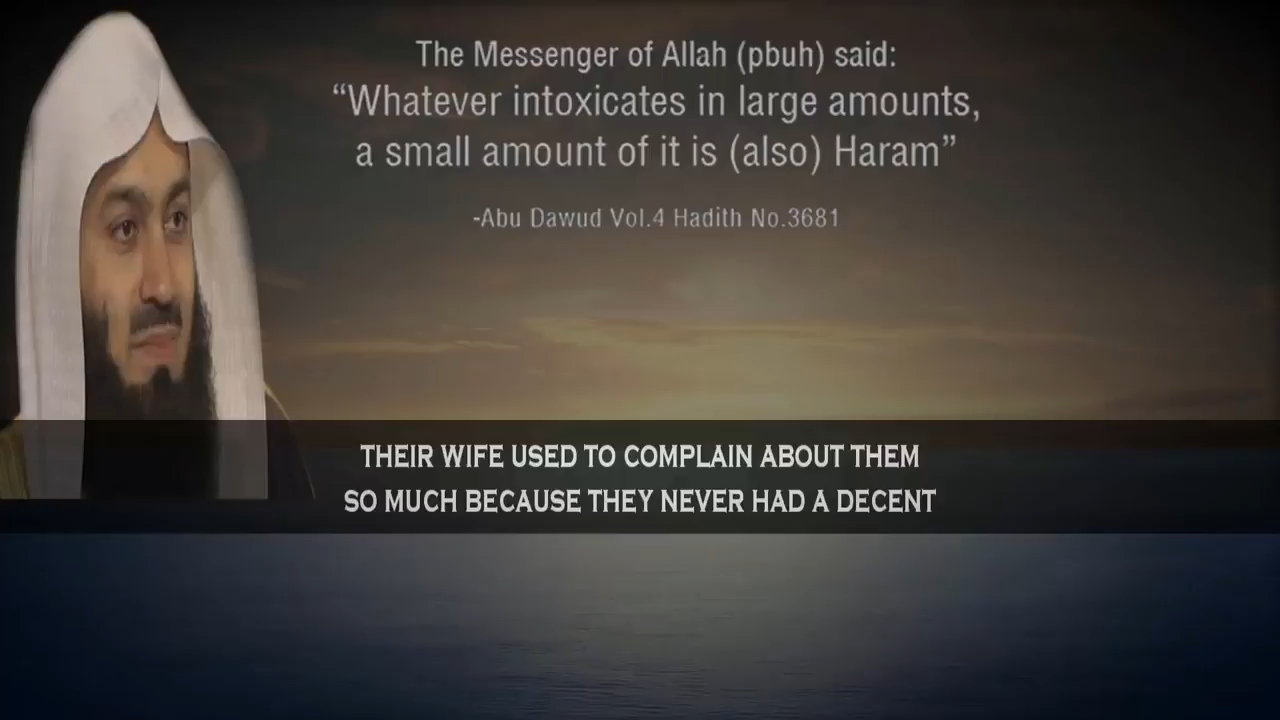 The Messenger of Allah (pbuh) said:
“Whatever intoxicates in large amounts,
a small amount of it is (also) Haram”
-Abu Dawud Vol.4 Hadith No.3681
THEIR WIFE USED TO COMPLAIN ABOUT THEM
SO MUCH BECAUSE THEY NEVER HAD A DECENT